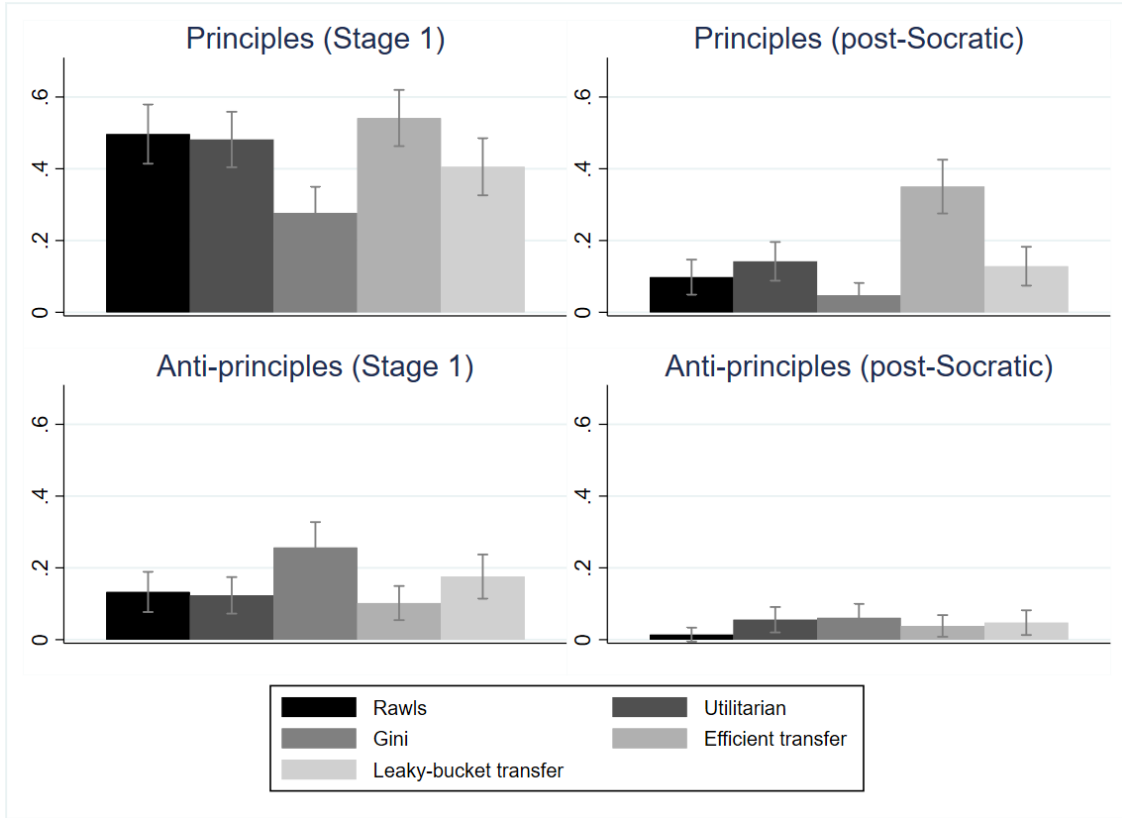 Principles (Stage 1)
.6
.4
.2
0
Principles (post-Socratic)
.6
.4
.2
0
Anti-principles (Stage 1)
.6
.4
.2
0
Anti-principles (post-Socratic)
.6
.4
.2
0
Rawls
Utilitarian
Gini
Efficient transfer
Leaky-bucket transfer